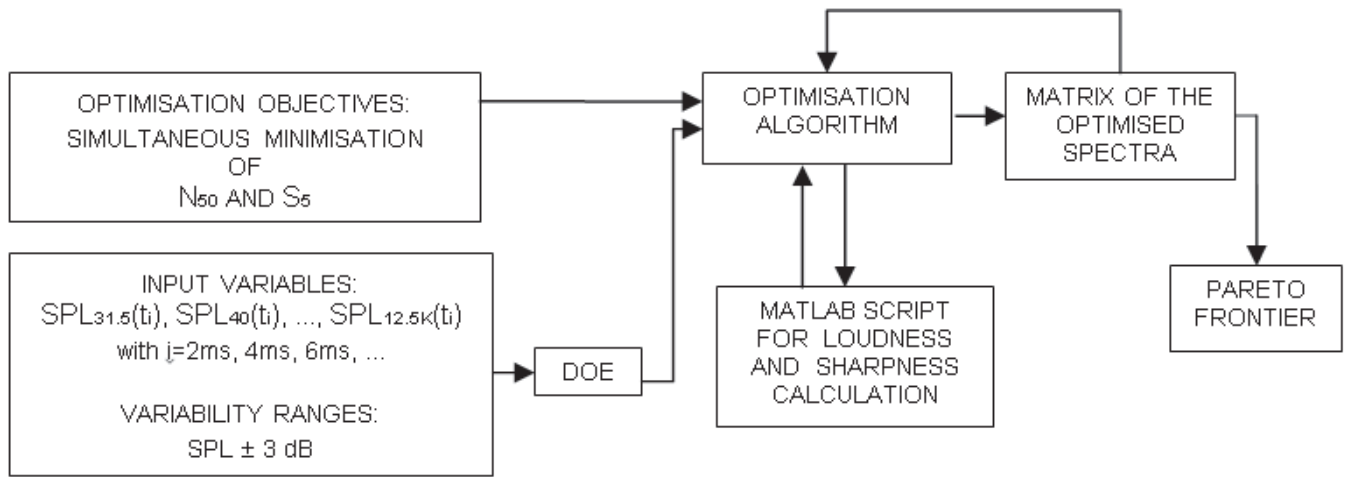 OPTIMISATION OBJECTIVES:
SIMULTANEOUS MINIMISATION
OF
N50 AND S5
INPUT VARIABLES:
SPL31.5(ti), SPL40(ti), ..., SPL12.5K(ti)
with i=2ms, 4ms, 6ms, ...
VARIABILITY RANGES:
SPL ± 3 dB
DOE
OPTIMISATION
ALGORITHM
MATLAB SCRIPT
FOR LOUDNESS
AND SHARPNESS
CALCULATION
MATRIX OF THE
OPTIMISED
SPECTRA
PARETO
FRONTIER